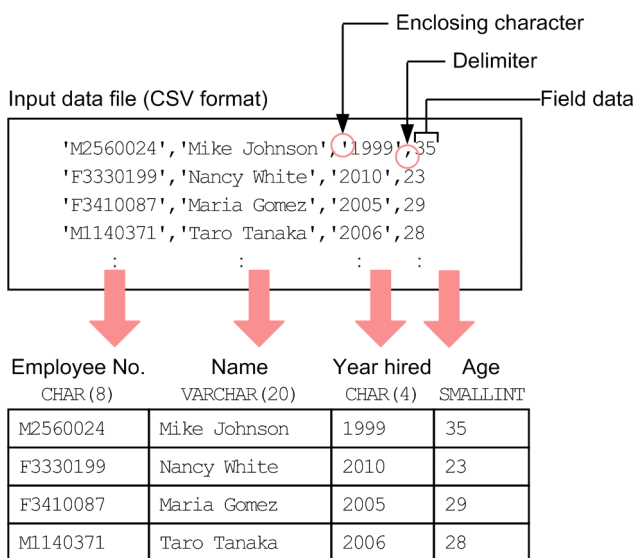 Enclosing character
Delimiter
Input data file (CSV format)
Field data
'M2560024','Mike Johnson','1999',35
'F3330199','Nancy White','2010',23
'F3410087','Maria Gomez','2005',29
'M1140371','Taro Tanaka','2006',28
: : : :
Employee No. Name Year hired Age
CHAR(8) VARCHAR(20) CHAR(4) SMALLINT
M2560024 Mike Johnson 1999 35
F3330199 Nancy White 2010 23
F3410087 Maria Gomez 2005 29
M1140371 Taro Tanaka 2006 28